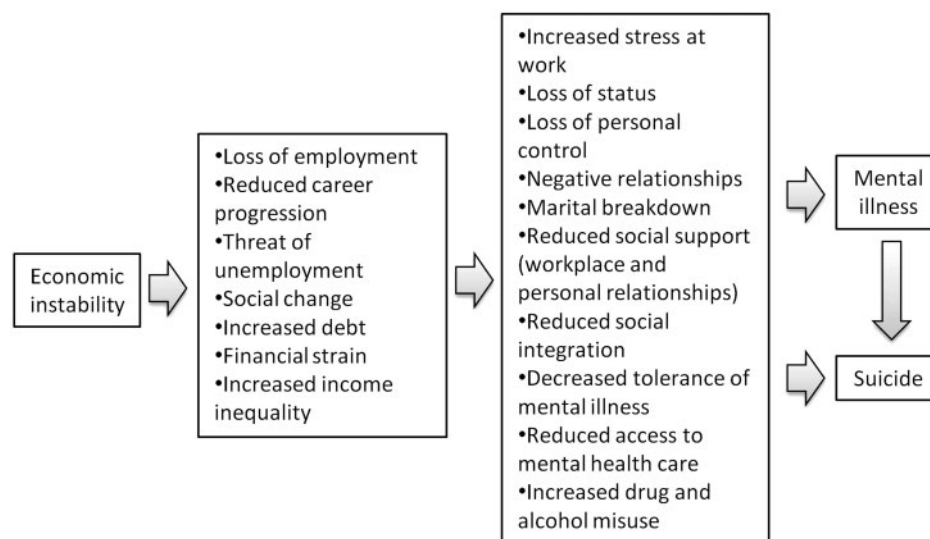 Economic
instability
•Loss of employment
•Reduced career
progression
•Threat of
unemployment
•Social change
•Increased debt
•Financial strain
•Increased income
inequality
•Increased stress at
work
•Loss of status
•Loss of personal
control
•Negative relationships
•Marital breakdown
•Reduced social support
(workplace and
personal relationships)
•Reduced social
integration
•Decreased tolerance of
mental illness
•Reduced access to
mental health care
•Increased drug and
alcohol misuse
Mental
illness
Suicide